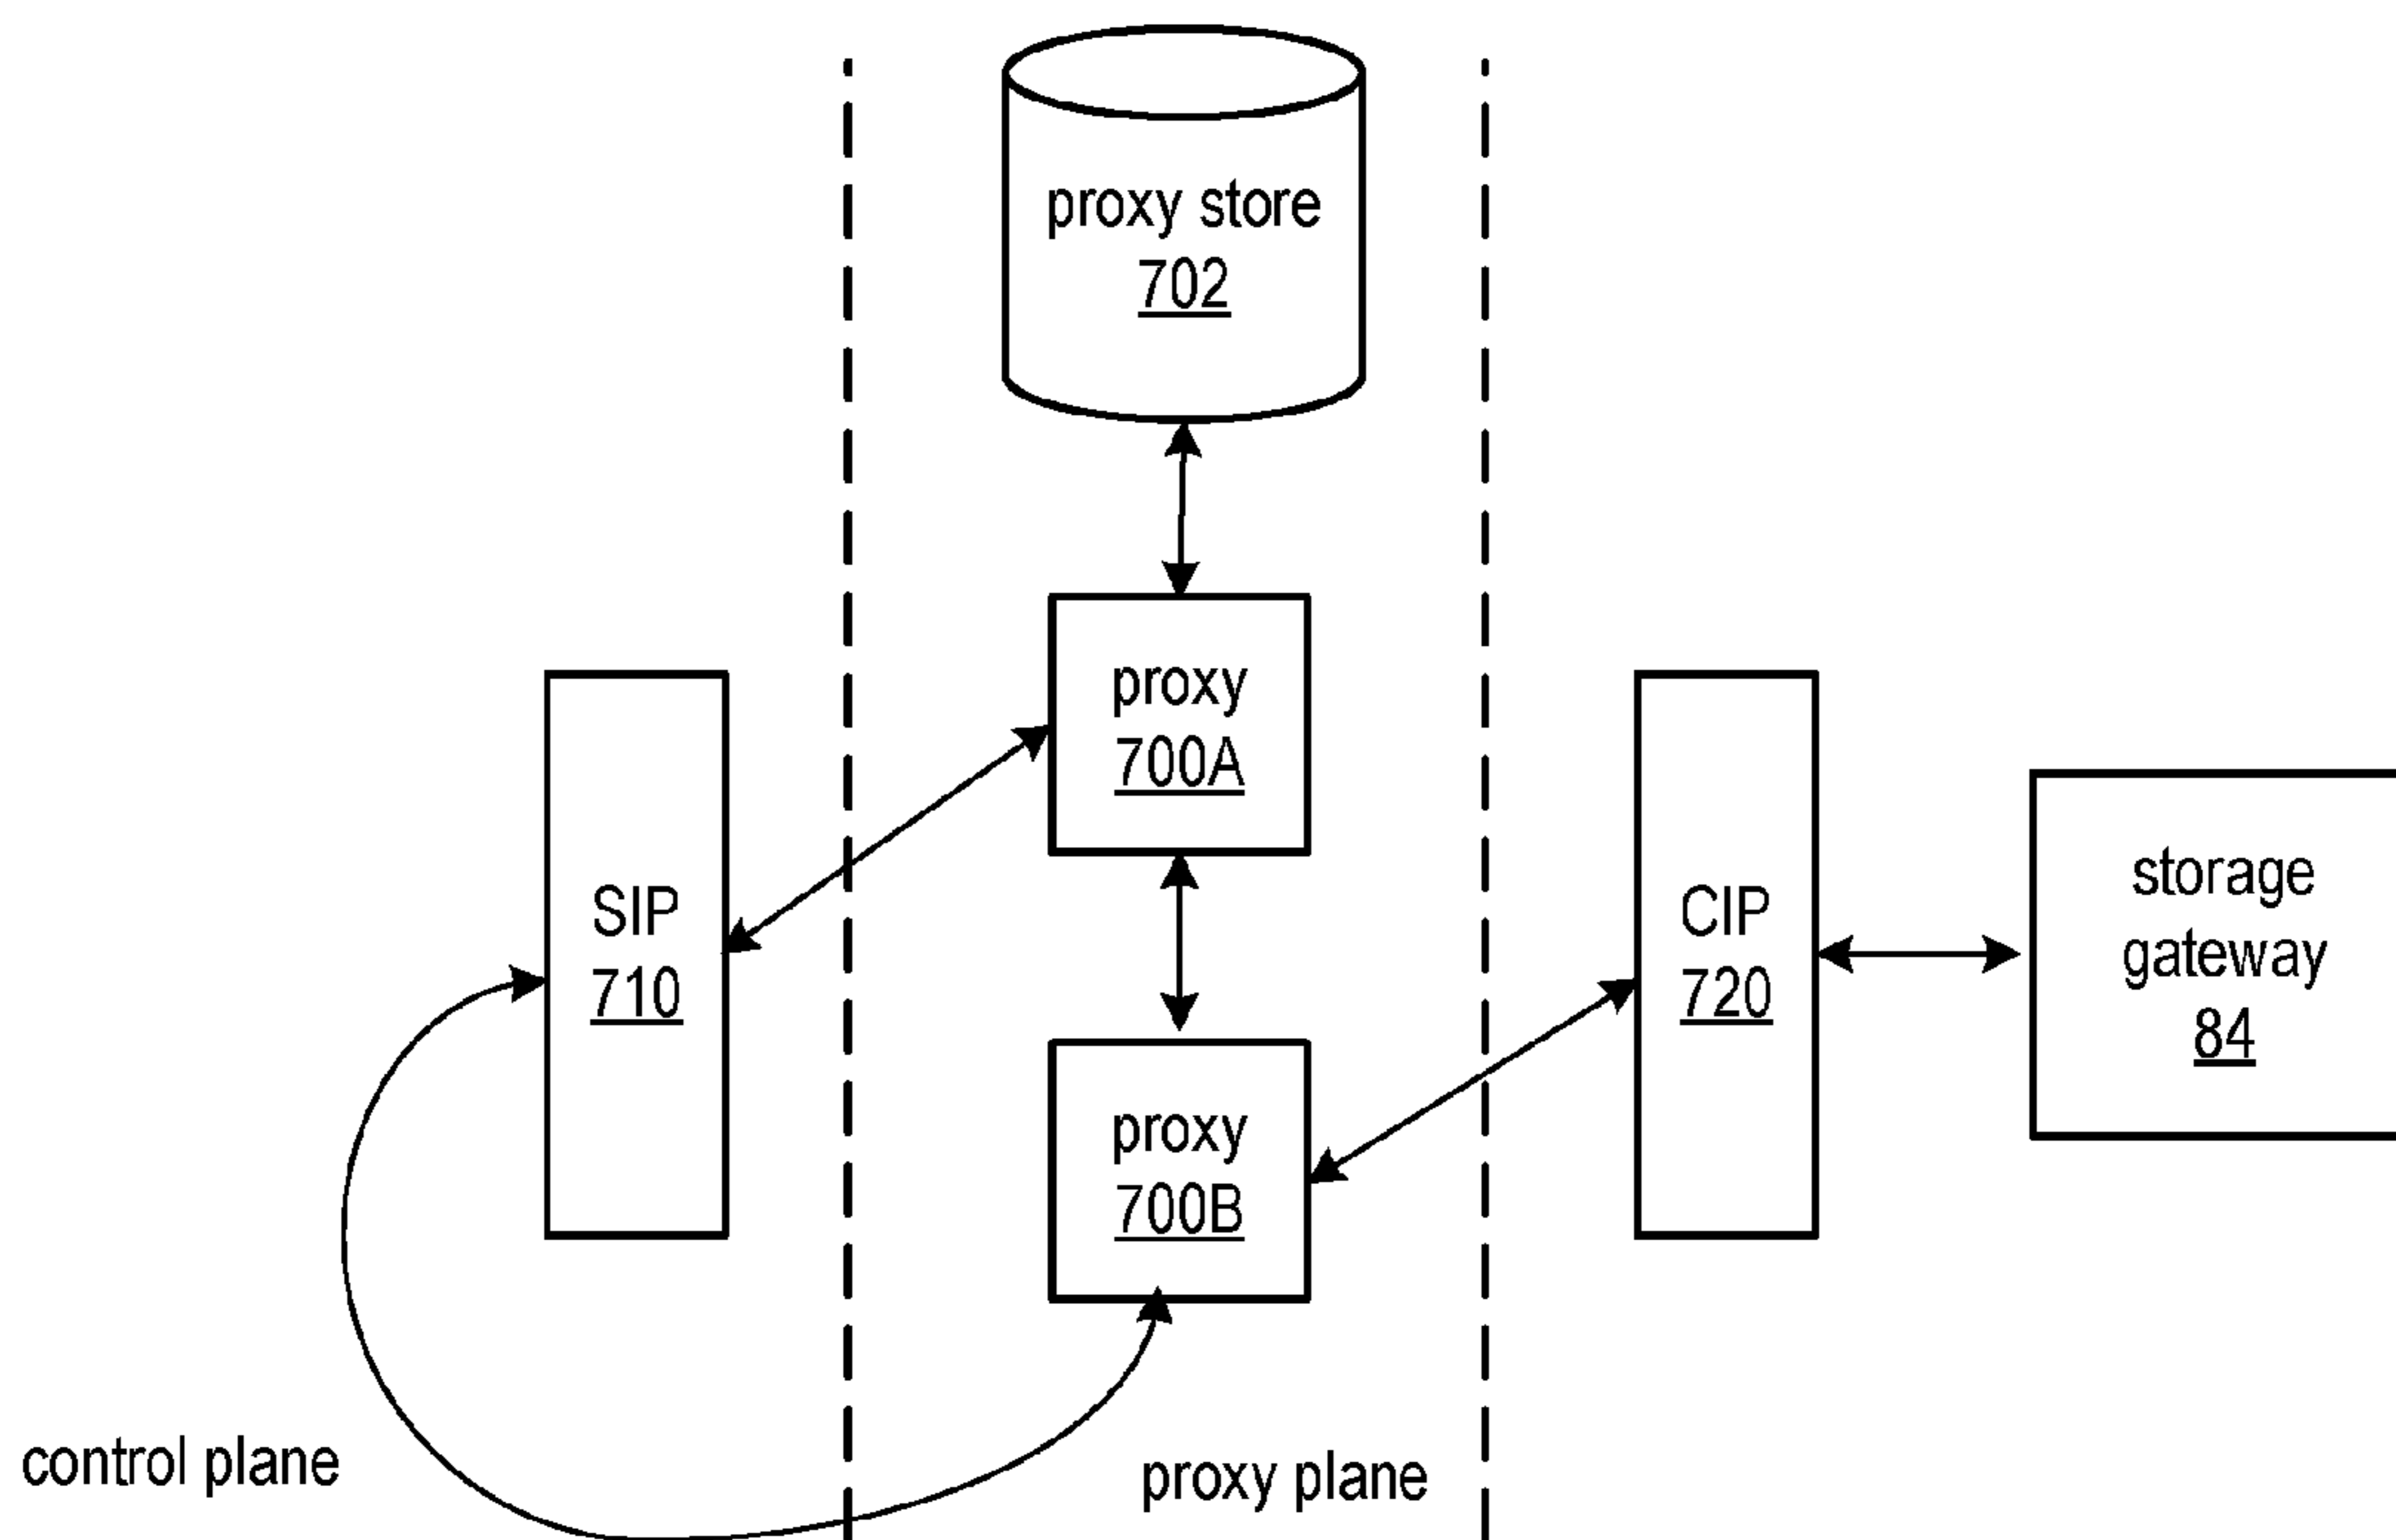 proxy store
702
proxy
700A
SIP
710
CIP
720
storage
gateway
84
proxy
700B
control plane
proxy plane